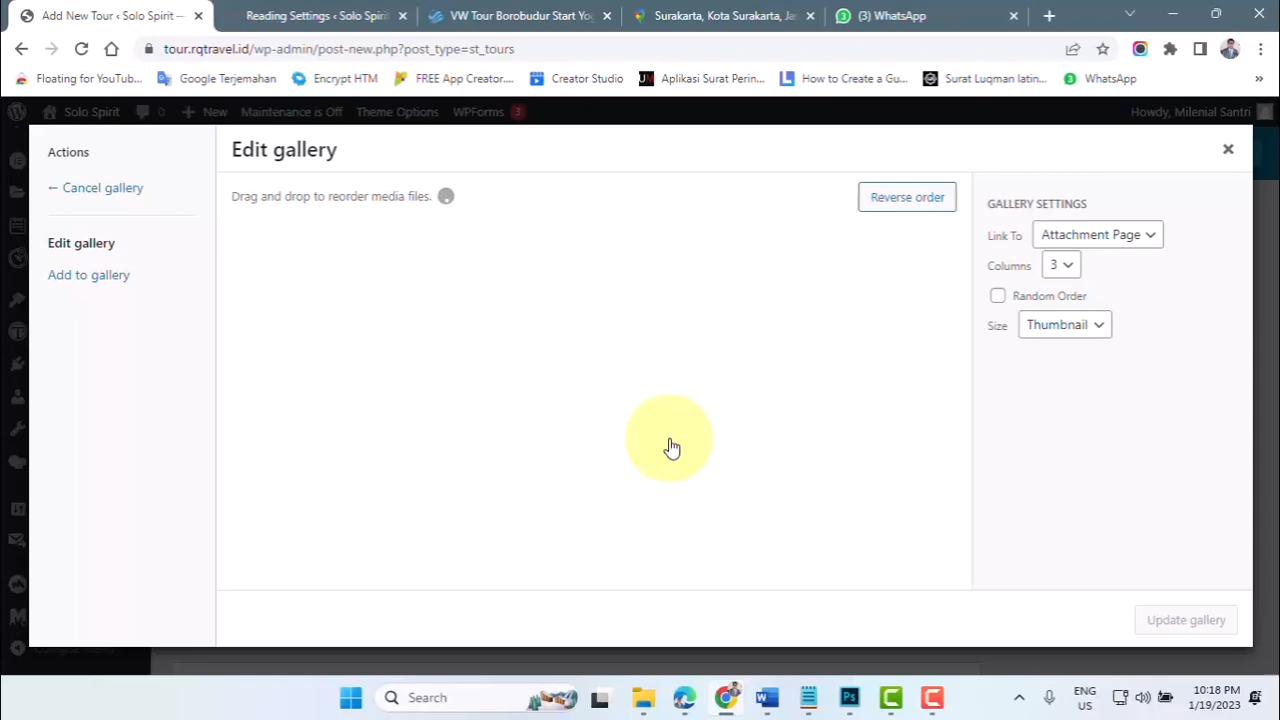 Add New Tour ‹ Solo Spirit —
Reading Settings ‹ Solo Spiri
VW Tour Borobudur Start Yog
Surakarta, Kota Surakarta, Ja
(3) WhatsApp
tour.rqtravel.id/wp-admin/post-new.php?post_type=st_tours
Floating for YouTub...
Google Terjemahan
Encrypt HTM
FREE App Creator....
Creator Studio
Aplikasi Surat Perin...
How to Create a Gu...
Surat Luqman latin...
WhatsApp
»
Solo Spirit
0
New
Maintenance is Off
Theme Options
WPForms 3
Howdy, Milenial Santri
Actions
Edit gallery
← Cancel gallery
Drag and drop to reorder media files.
Reverse order
GALLERY SETTINGS
Link To Attachment Page
Edit gallery
Columns 3
Add to gallery
Random Order
Size Thumbnail
Update gallery
Search
ENG
US
10:18 PM
1/19/2023